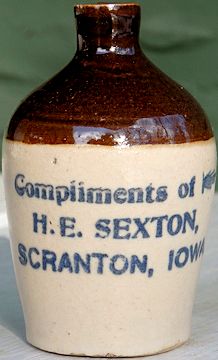 Compliments of
H. E. SEXTON,
SCRANTON, IOWA